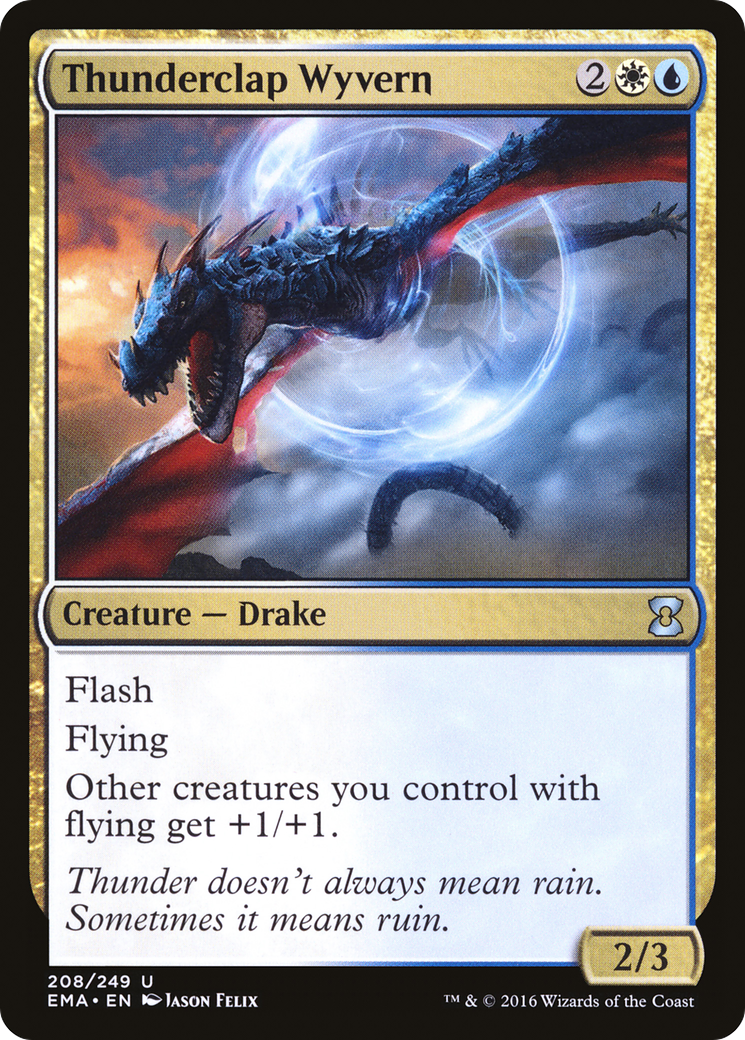 Thunderclap Wyvern 2
Creature — Drake
Flash
Flying
Other creatures you control with
flying get +1/+1.
Thunder doesn't always mean rain.
Sometimes it means ruin.
2/3
208/249 U
EMA • EN Jason Felix ™ & © 2016 Wizards of the Coast